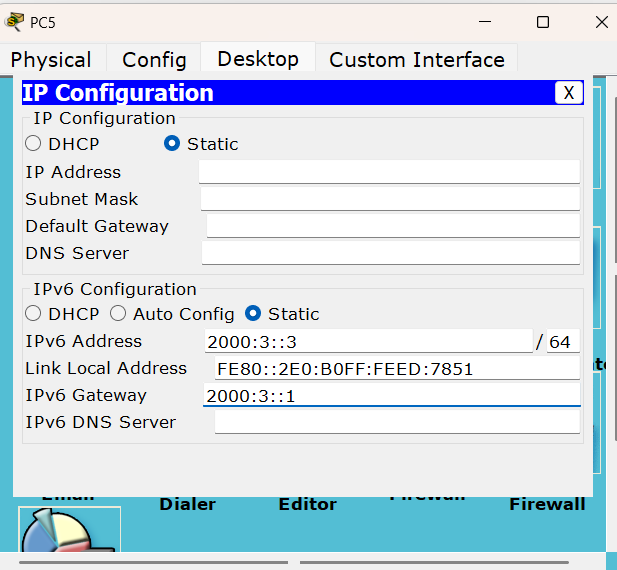 PC5
Physical Config Desktop Custom Interface
IP Configuration X
IP Configuration
DHCP Static
IP Address
Subnet Mask
Default Gateway
DNS Server
IPv6 Configuration
DHCP Auto Config Static
IPv6 Address 2000:3::3 / 64
Link Local Address FE80::2E0:B0FF:FEED:7851
IPv6 Gateway 2000:3::1
IPv6 DNS Server
Email Firewall
Dialer Editor Firewall